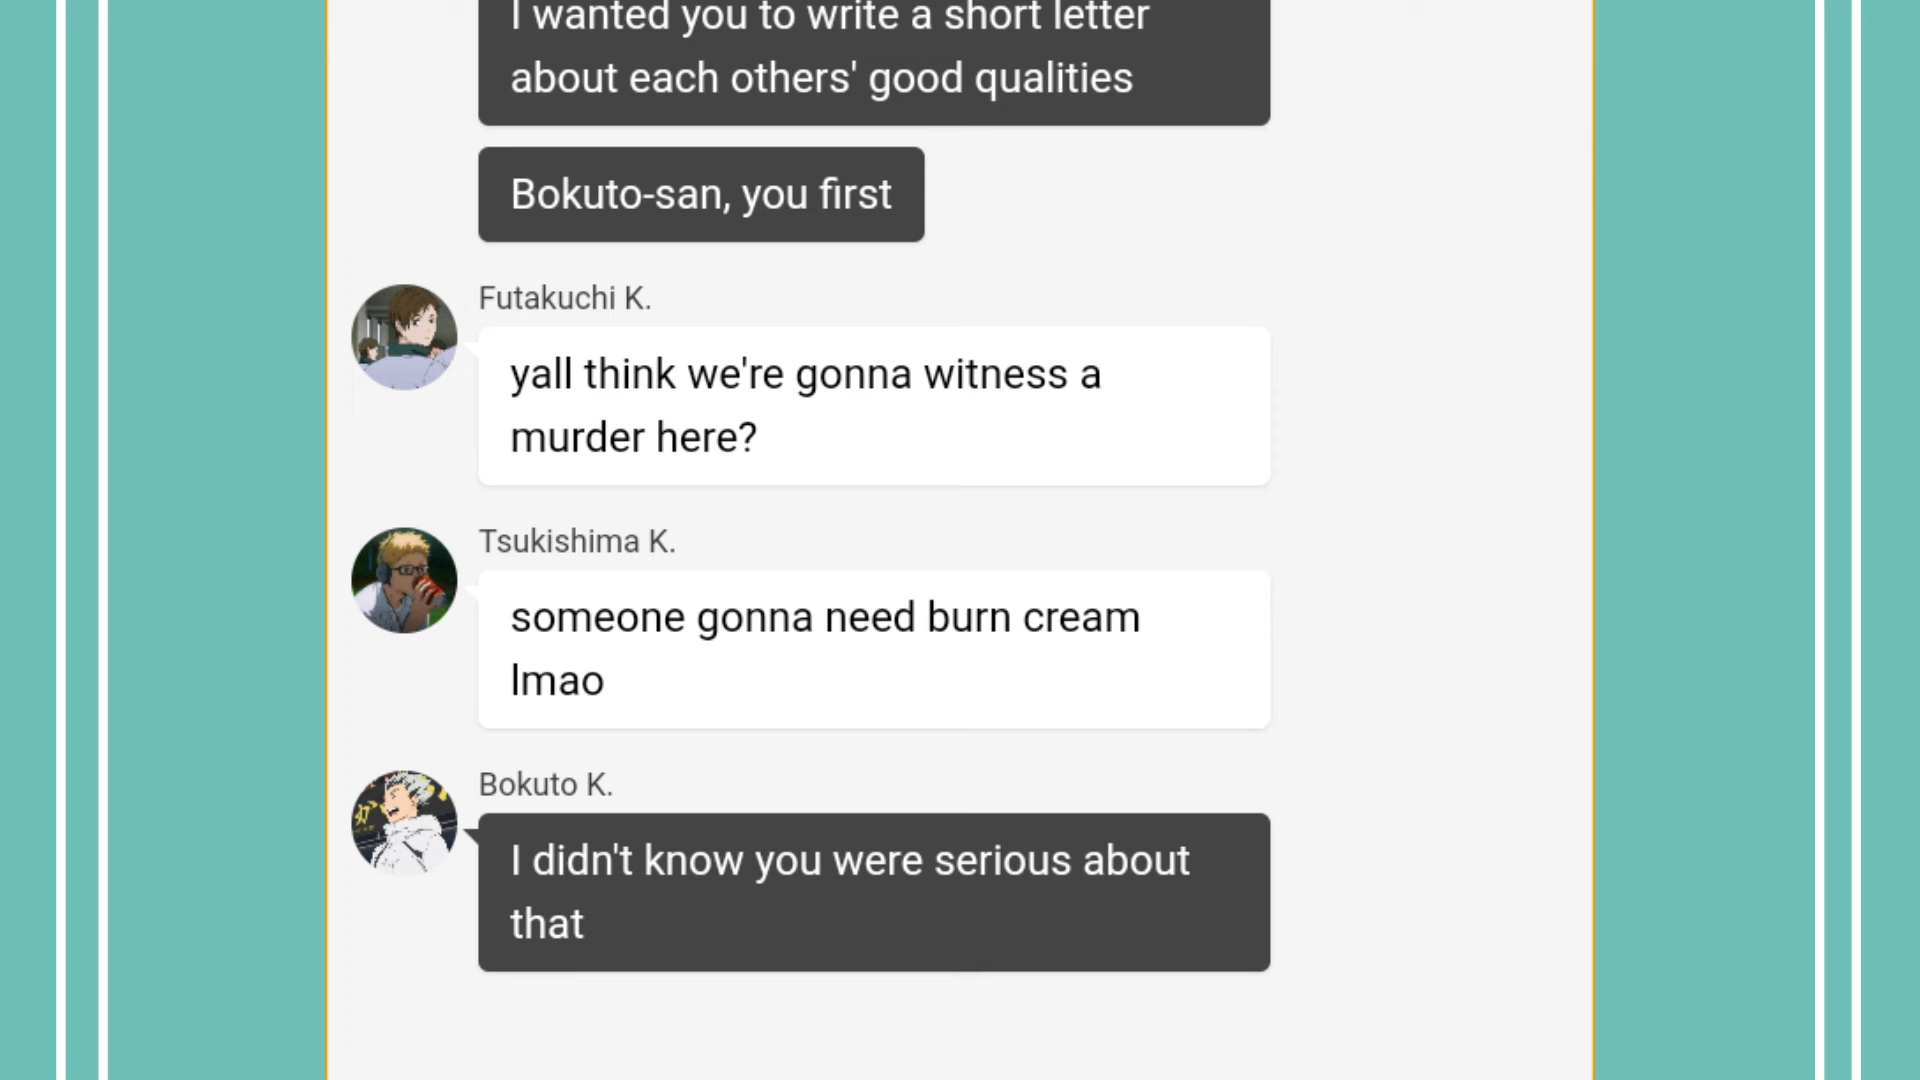 I wanted you to write a short letter
about each others' good qualities
Bokuto-san, you first
Futakuchi K.
yall think we're gonna witness a
murder here?
Tsukishima K.
someone gonna need burn cream
lmao
Bokuto K.
I didn't know you were serious about
that